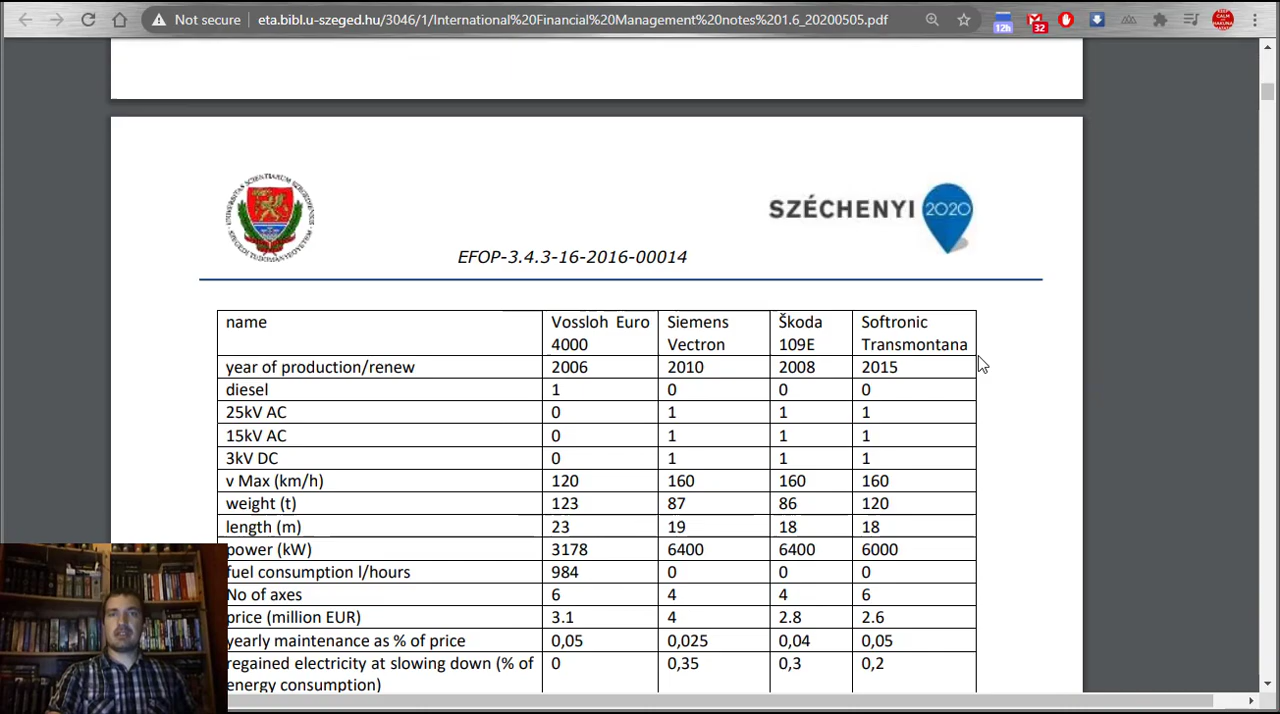 Not secure eta.bibl.u-szeged.hu/3046/1/International%20Financial%20Management%20notes%201.6_20200505.pdf
12h 32
SZÉCHENYI 2020
EFOP-3.4.3-16-2016-00014
name Vossloh Euro 4000 Siemens Vectron Škoda 109E Softronic Transmontana
year of production/renew 2006 2010 2008 2015
diesel 1 0 0 0
25kV AC 0 1 1 1
15kV AC 0 1 1 1
3kV DC 0 1 1 1
v Max (km/h) 120 160 160 160
weight (t) 123 87 86 120
length (m) 23 19 18 18
power (kW) 3178 6400 6400 6000
fuel consumption l/hours 984 0 0 0
No of axes 6 4 4 6
price (million EUR) 3.1 4 2.8 2.6
yearly maintenance as % of price 0,05 0,025 0,04 0,05
regained electricity at slowing down (% of 0 0,35 0,3 0,2
energy consumption)